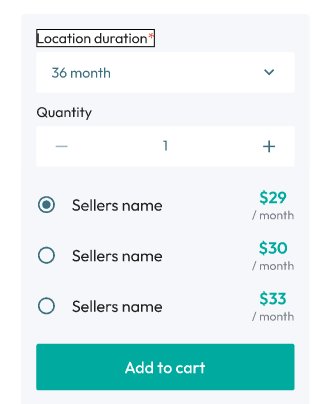 Location duration*
36 month
Quantity
1
Sellers name
$29
/ month
Sellers name
$30
/ month
Sellers name
$33
/ month
Add to cart